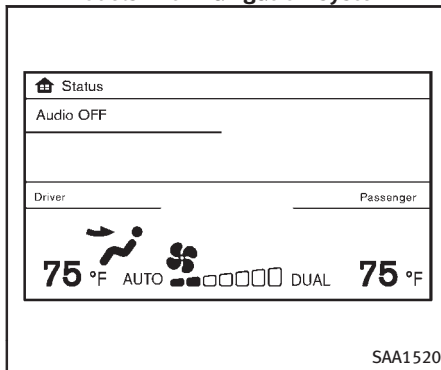 Status
Audio OFF
Driver Passenger
75 °F AUTO DUAL 75 °F
SAA1520